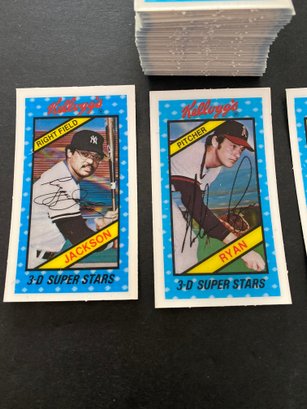 Kellogg's
RIGHT FIELD
JACKSON
3-D SUPER STARS
Kellogg's
PITCHER
RYAN
3-D SUPER STARS